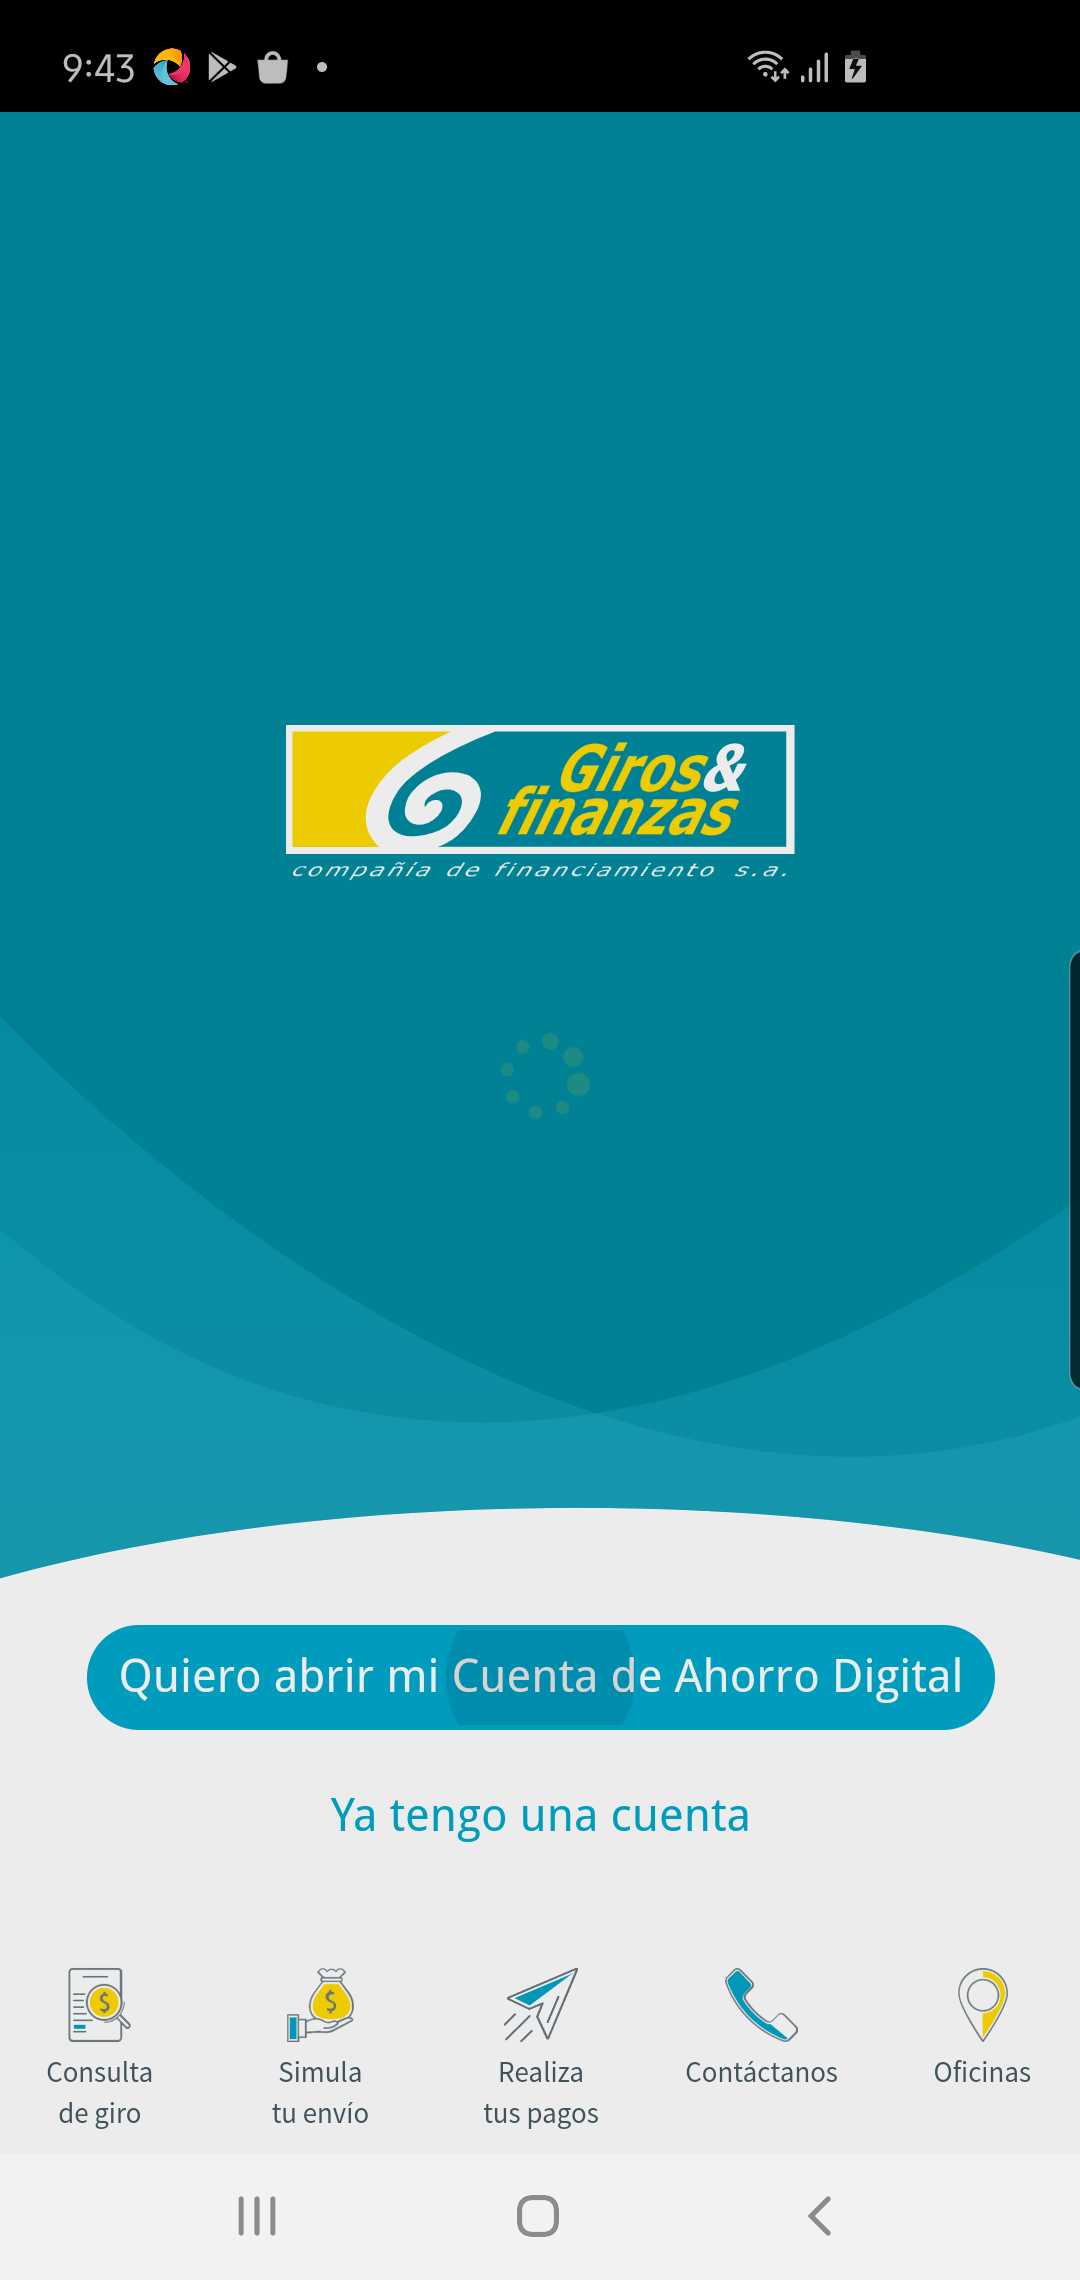 9:43
Giros&
finanzas
compañía de financiamiento s.a.
Quiero abrir mi Cuenta de Ahorro Digital
Ya tengo una cuenta
Consulta
de giro
Simula
tu envío
Realiza
tus pagos
Contáctanos
Oficinas